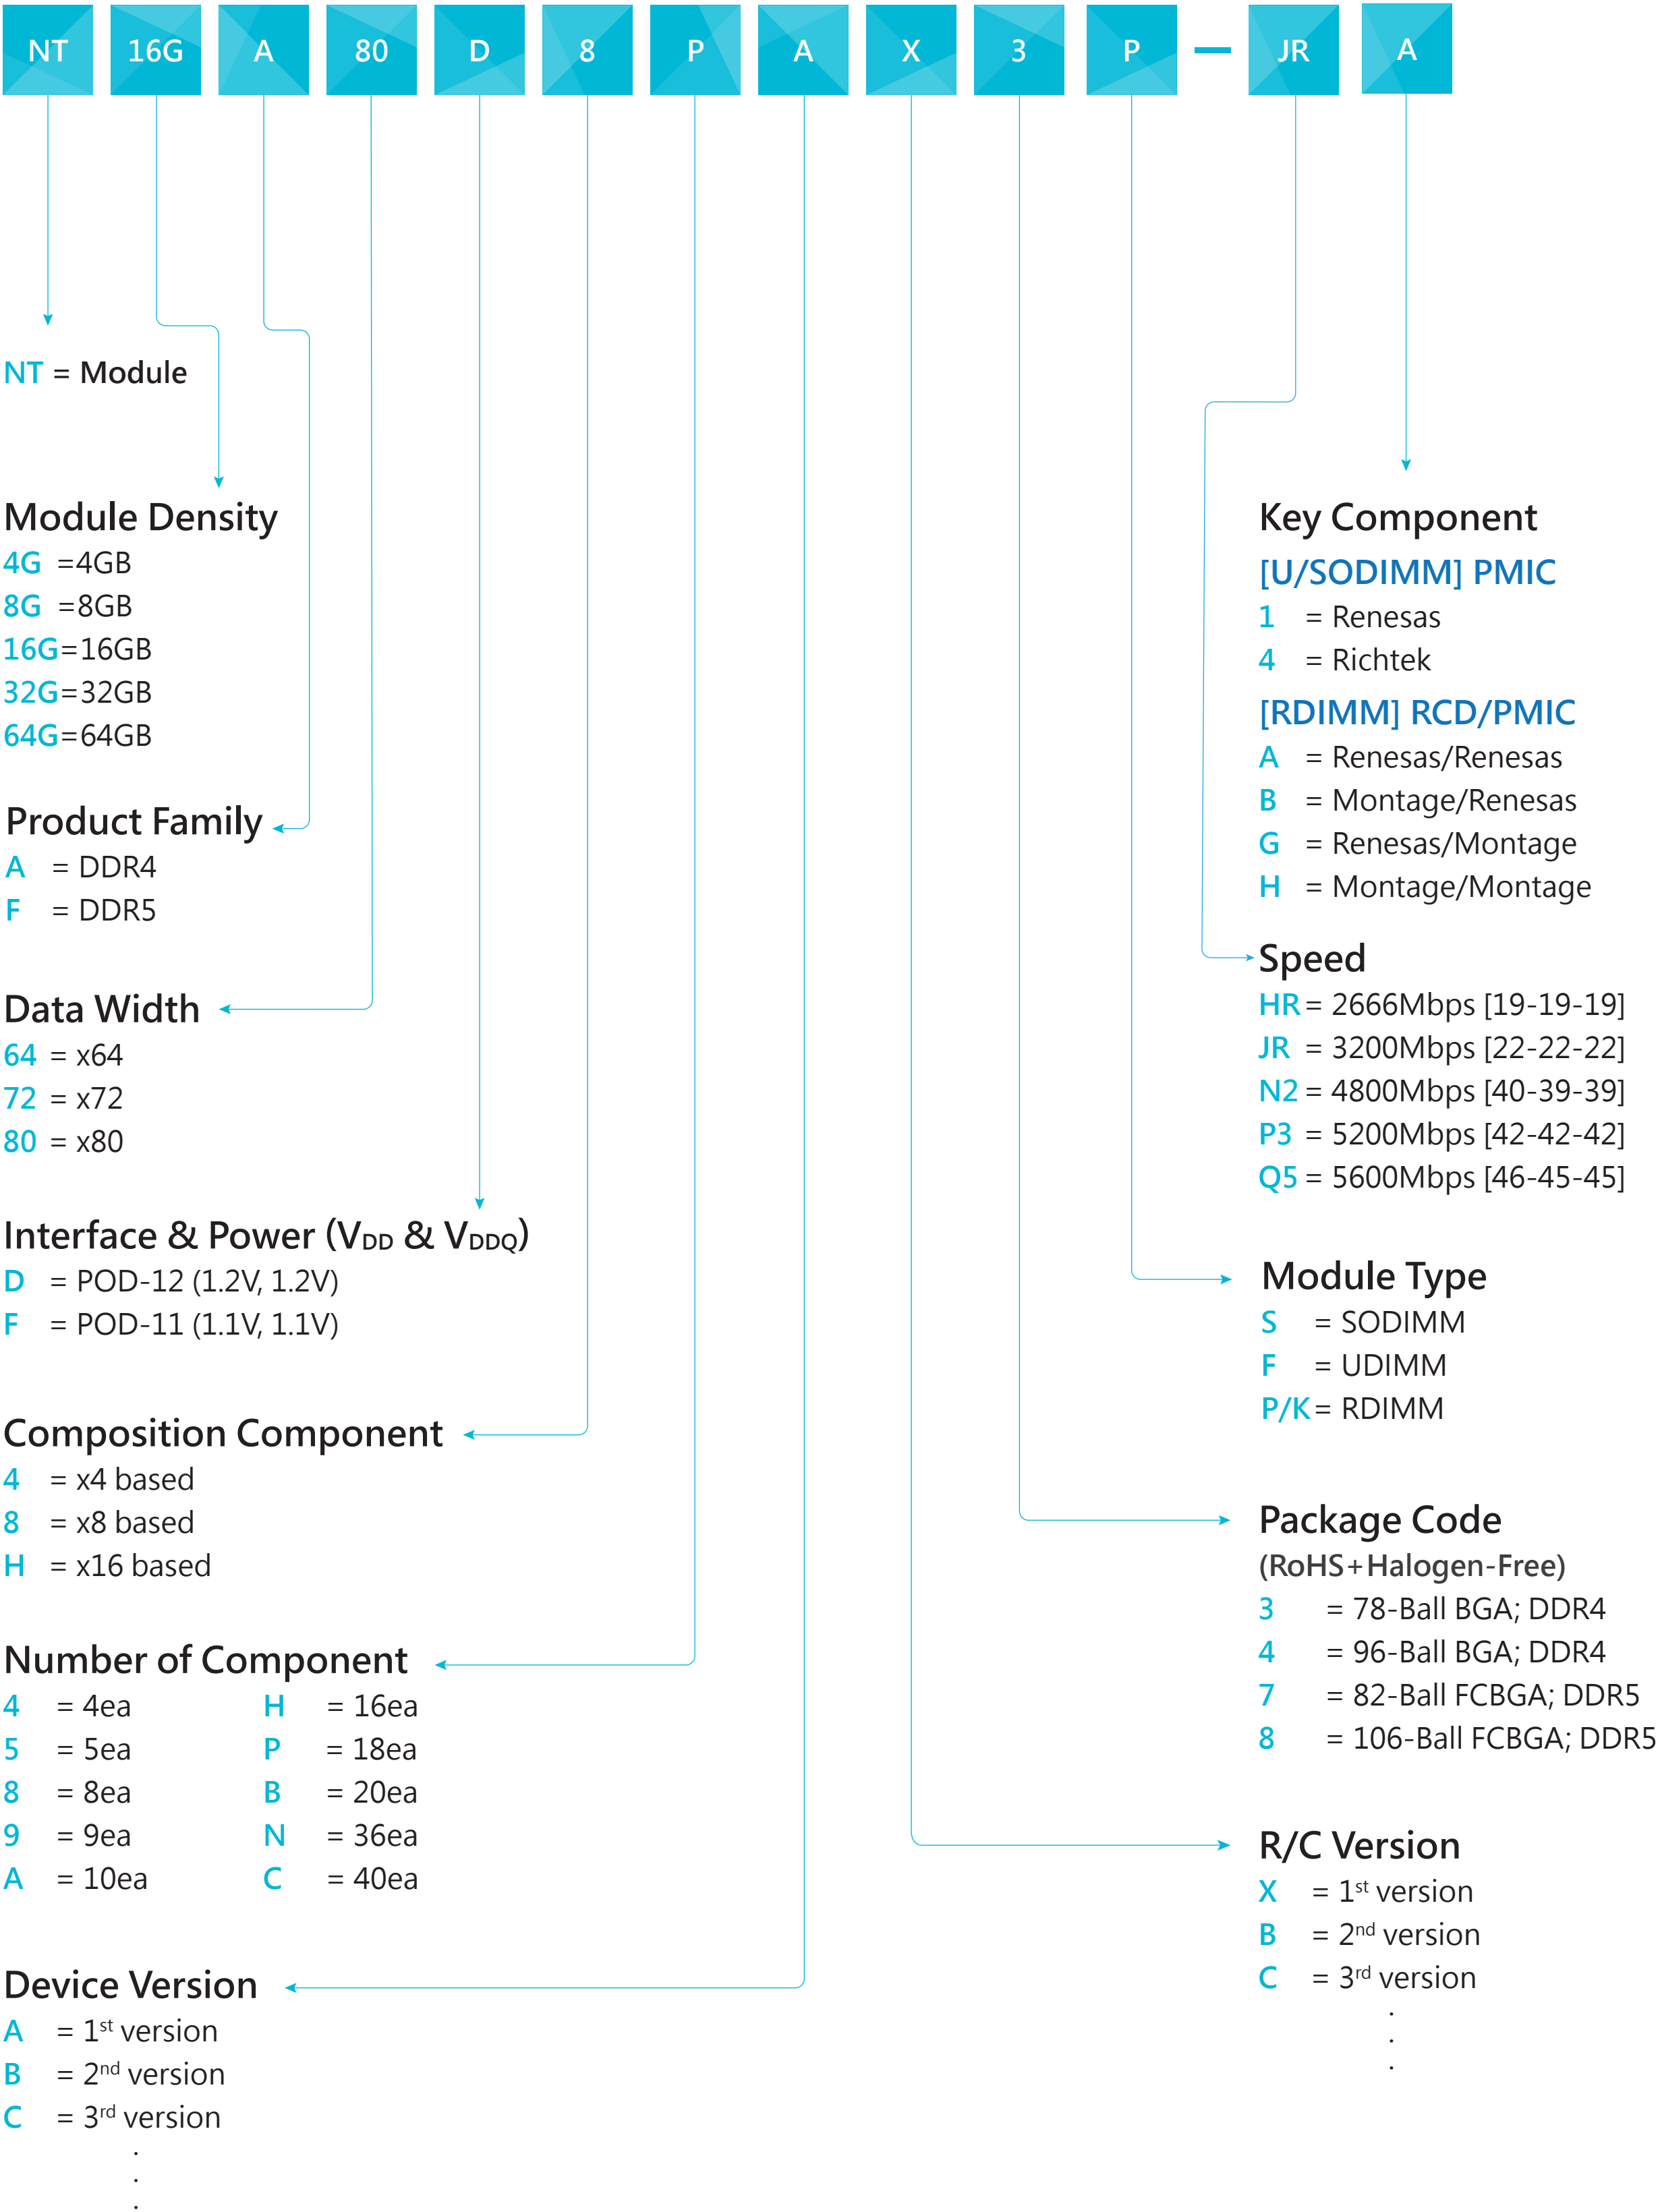 NT 16G A 80 D 8 P A X 3 P — JR A
NT = Module
Module Density
4G =4GB
8G =8GB
16G=16GB
32G=32GB
64G=64GB
Product Family
A = DDR4
F = DDR5
Data Width
64 = x64
72 = x72
80 = x80
Interface & Power (VDD & VDDQ)
D = POD-12 (1.2V, 1.2V)
F = POD-11 (1.1V, 1.1V)
Composition Component
4 = x4 based
8 = x8 based
H = x16 based
Number of Component
4 = 4ea
5 = 5ea
8 = 8ea
9 = 9ea
A = 10ea
H = 16ea
P = 18ea
B = 20ea
N = 36ea
C = 40ea
Device Version
A = 1st version
B = 2nd version
C = 3rd version
.
.
.
Key Component
[U/SODIMM] PMIC
1 = Renesas
4 = Richtek
[RDIMM] RCD/PMIC
A = Renesas/Renesas
B = Montage/Renesas
G = Renesas/Montage
H = Montage/Montage
Speed
HR = 2666Mbps [19-19-19]
JR = 3200Mbps [22-22-22]
N2 = 4800Mbps [40-39-39]
P3 = 5200Mbps [42-42-42]
Q5 = 5600Mbps [46-45-45]
Module Type
S = SODIMM
F = UDIMM
P/K = RDIMM
Package Code
(RoHS+Halogen-Free)
3 = 78-Ball BGA; DDR4
4 = 96-Ball BGA; DDR4
7 = 82-Ball FCBGA; DDR5
8 = 106-Ball FCBGA; DDR5
R/C Version
X = 1st version
B = 2nd version
C = 3rd version
.
.
.